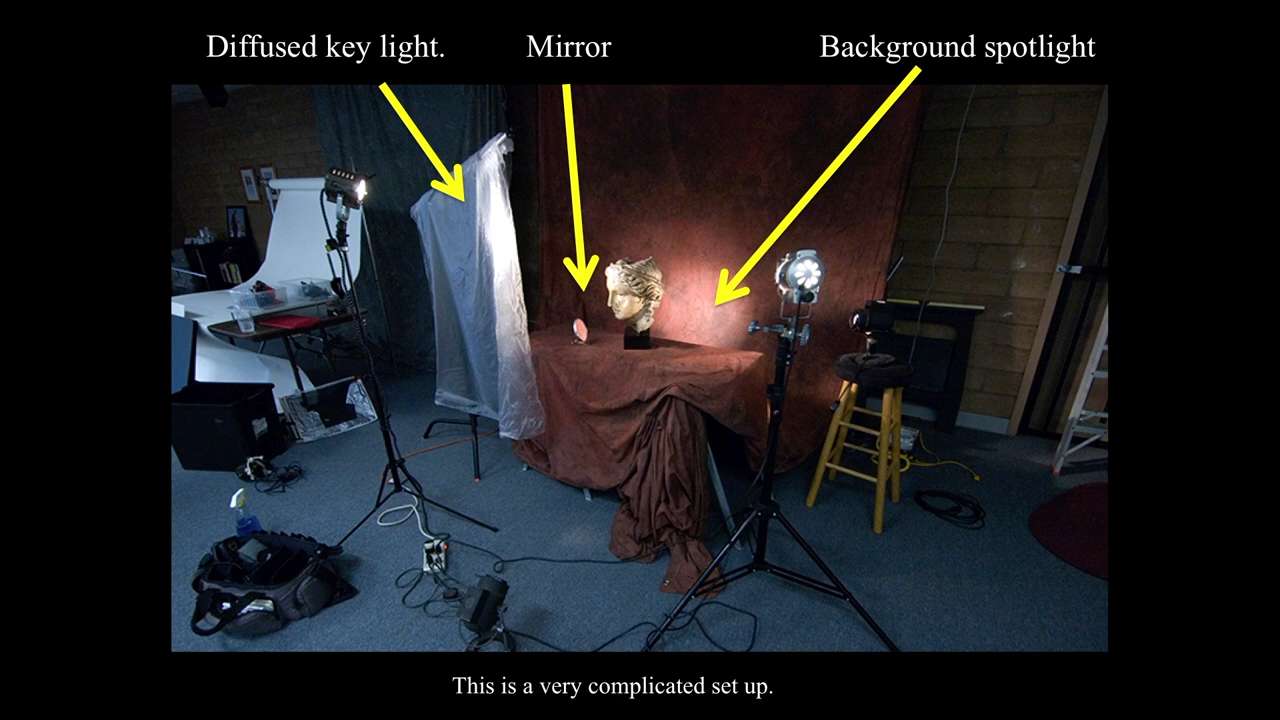 Diffused key light.
Mirror
Background spotlight
This is a very complicated set up.